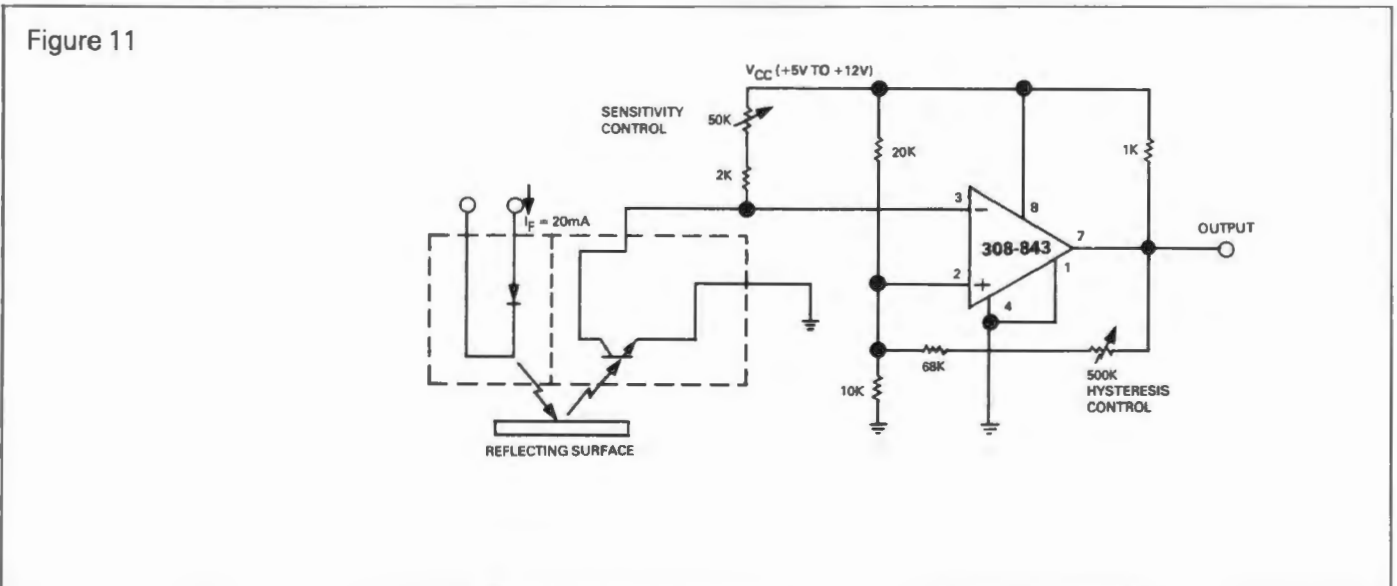 Figure 11
V_CC (+5V TO +12V)
SENSITIVITY
CONTROL
50K
20K
1K
2K
3
–
8
I_F = 20mA
308-843
7
OUTPUT
1
2
+
4
68K
500K
HYSTERESIS
CONTROL
10K
REFLECTING SURFACE